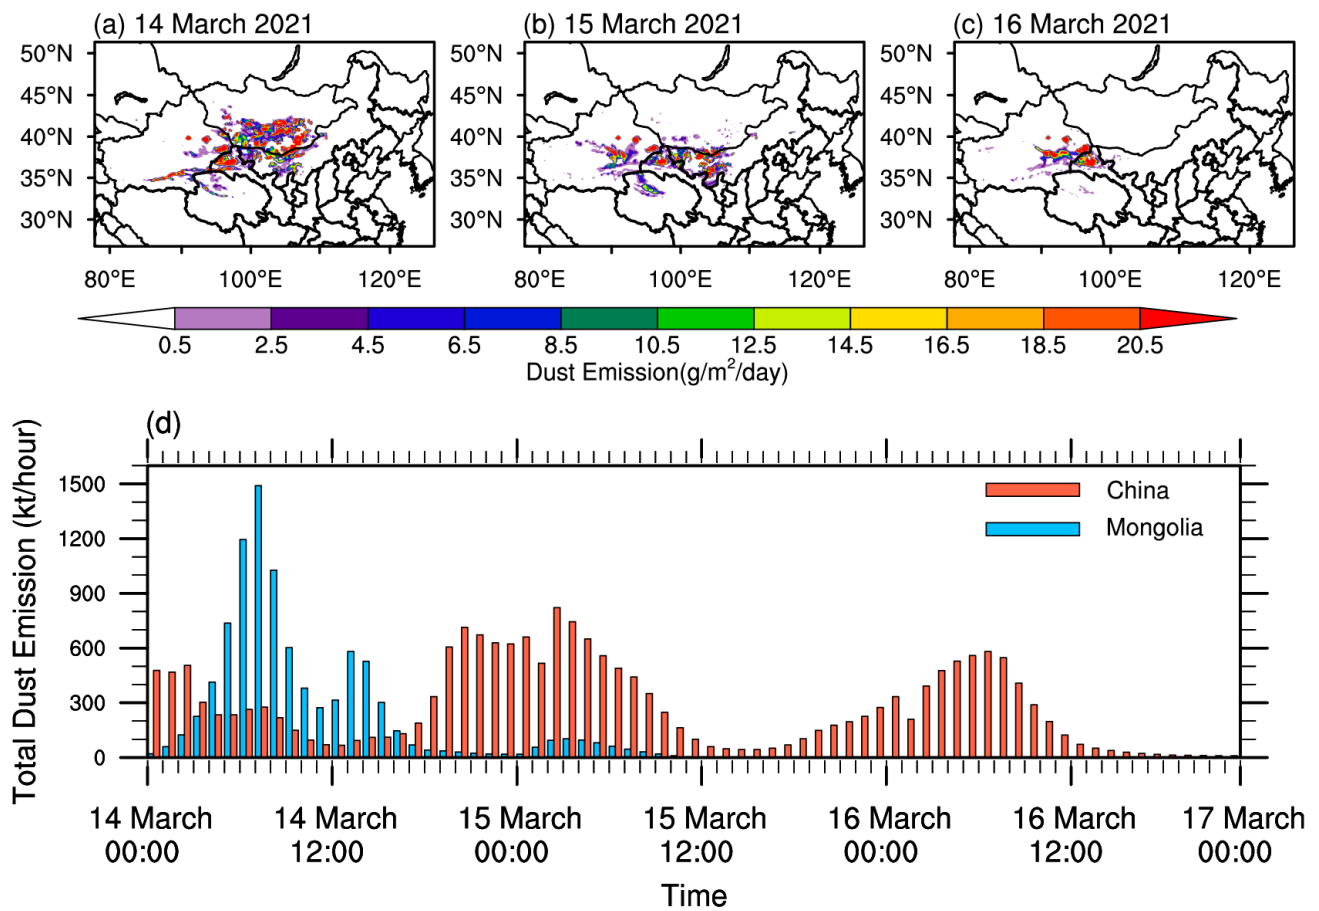 (a) 14 March 2021
(b) 15 March 2021
(c) 16 March 2021
50°N
45°N
40°N
35°N
30°N
80°E
100°E
120°E
50°N
45°N
40°N
35°N
30°N
80°E
100°E
120°E
50°N
45°N
40°N
35°N
30°N
80°E
100°E
120°E
0.5 2.5 4.5 6.5 8.5 10.5 12.5 14.5 16.5 18.5 20.5
Dust Emission(g/m²/day)
(d)
Total Dust Emission (kt/hour)
1500
1200
900
600
300
0
China
Mongolia
14 March
00:00
14 March
12:00
15 March
00:00
15 March
12:00
16 March
00:00
16 March
12:00
17 March
00:00
Time